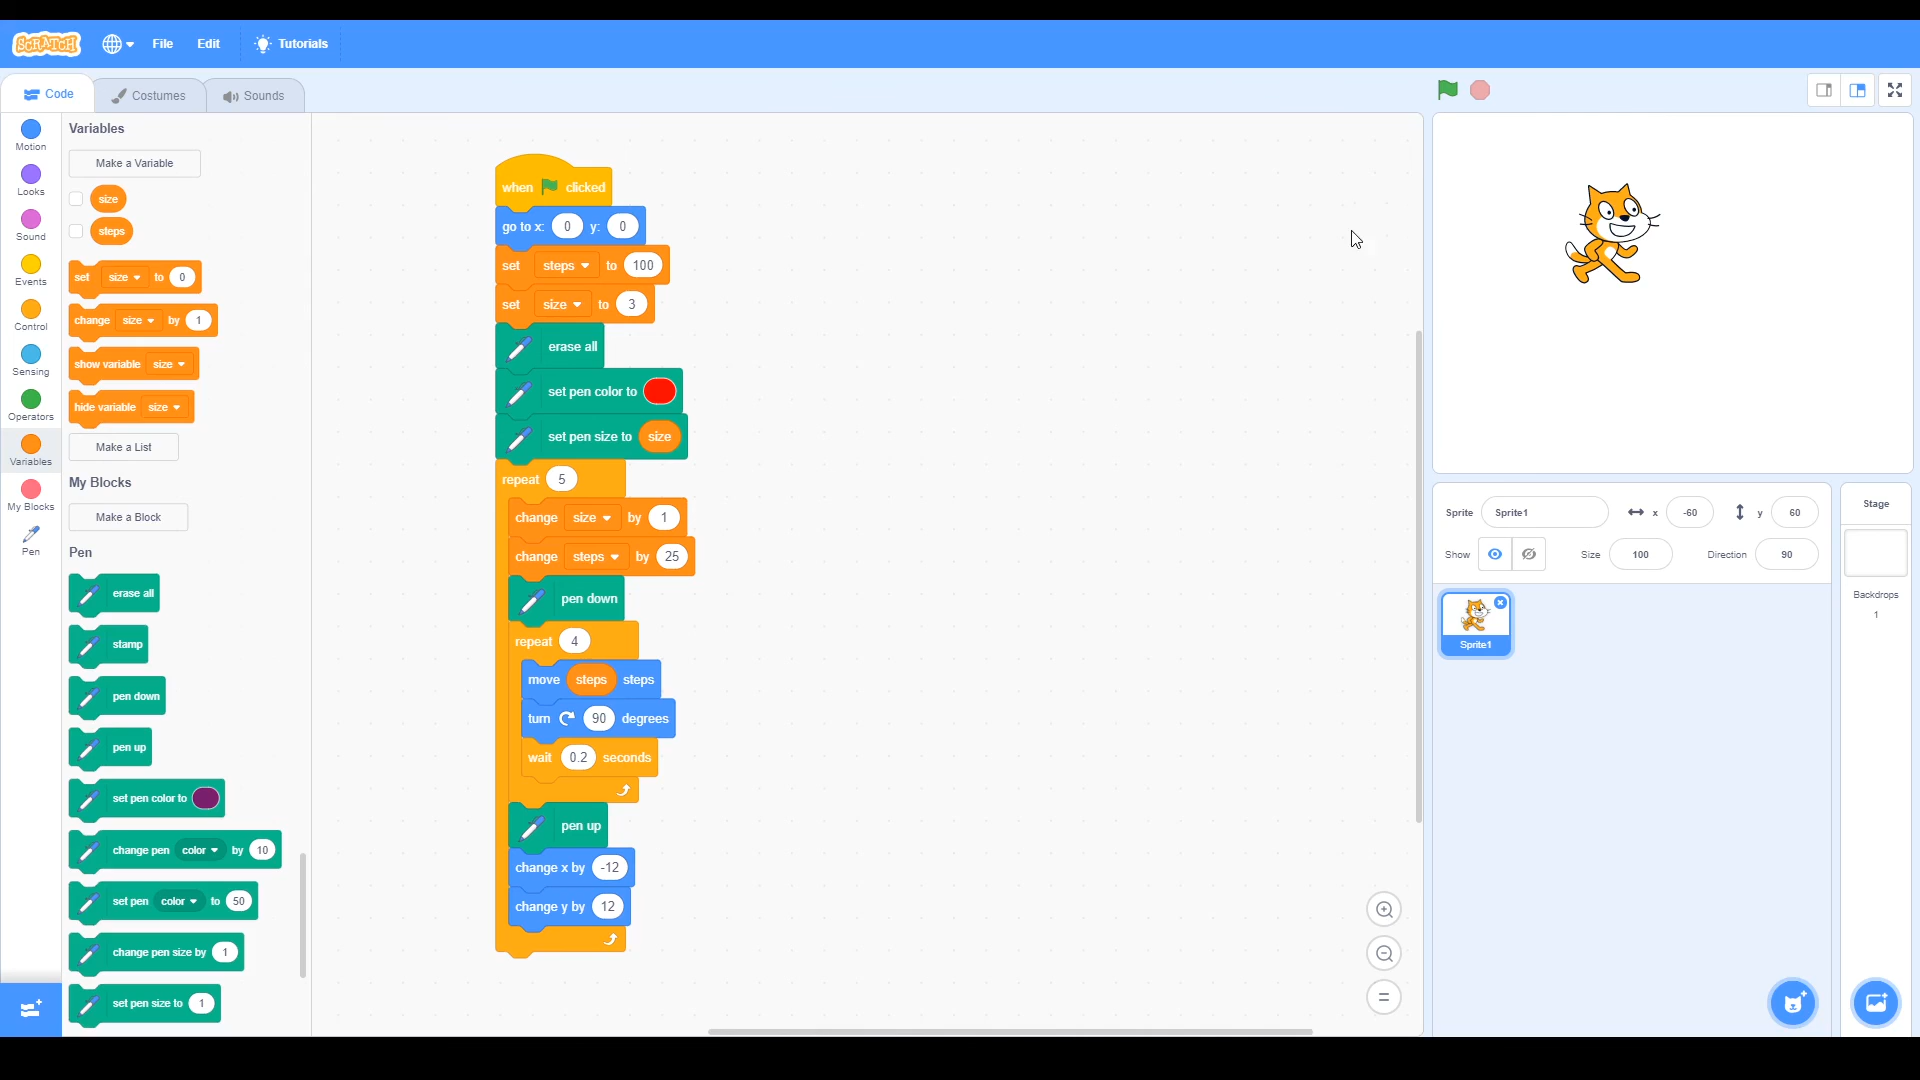 SCRATCH File Edit Tutorials
Code Costumes Sounds
Motion
Looks
Sound
Events
Control
Sensing
Operators
Variables
My Blocks
Pen
Variables
Make a Variable
size
steps
set size to 0
change size by 1
show variable size
hide variable size
Make a List
My Blocks
Make a Block
Pen
erase all
stamp
pen down
pen up
set pen color to
change pen color by 10
set pen color to 50
change pen size by 1
set pen size to 1
when clicked
go to x: 0 y: 0
set steps to 100
set size to 3
erase all
set pen color to
set pen size to size
repeat 5
change size by 1
change steps by 25
pen down
repeat 4
move steps steps
turn 90 degrees
wait 0.2 seconds
pen up
change x by -12
change y by 12
Sprite Sprite1 x -60 y 60
Show Size 100 Direction 90
Sprite1
Stage
Backdrops
1